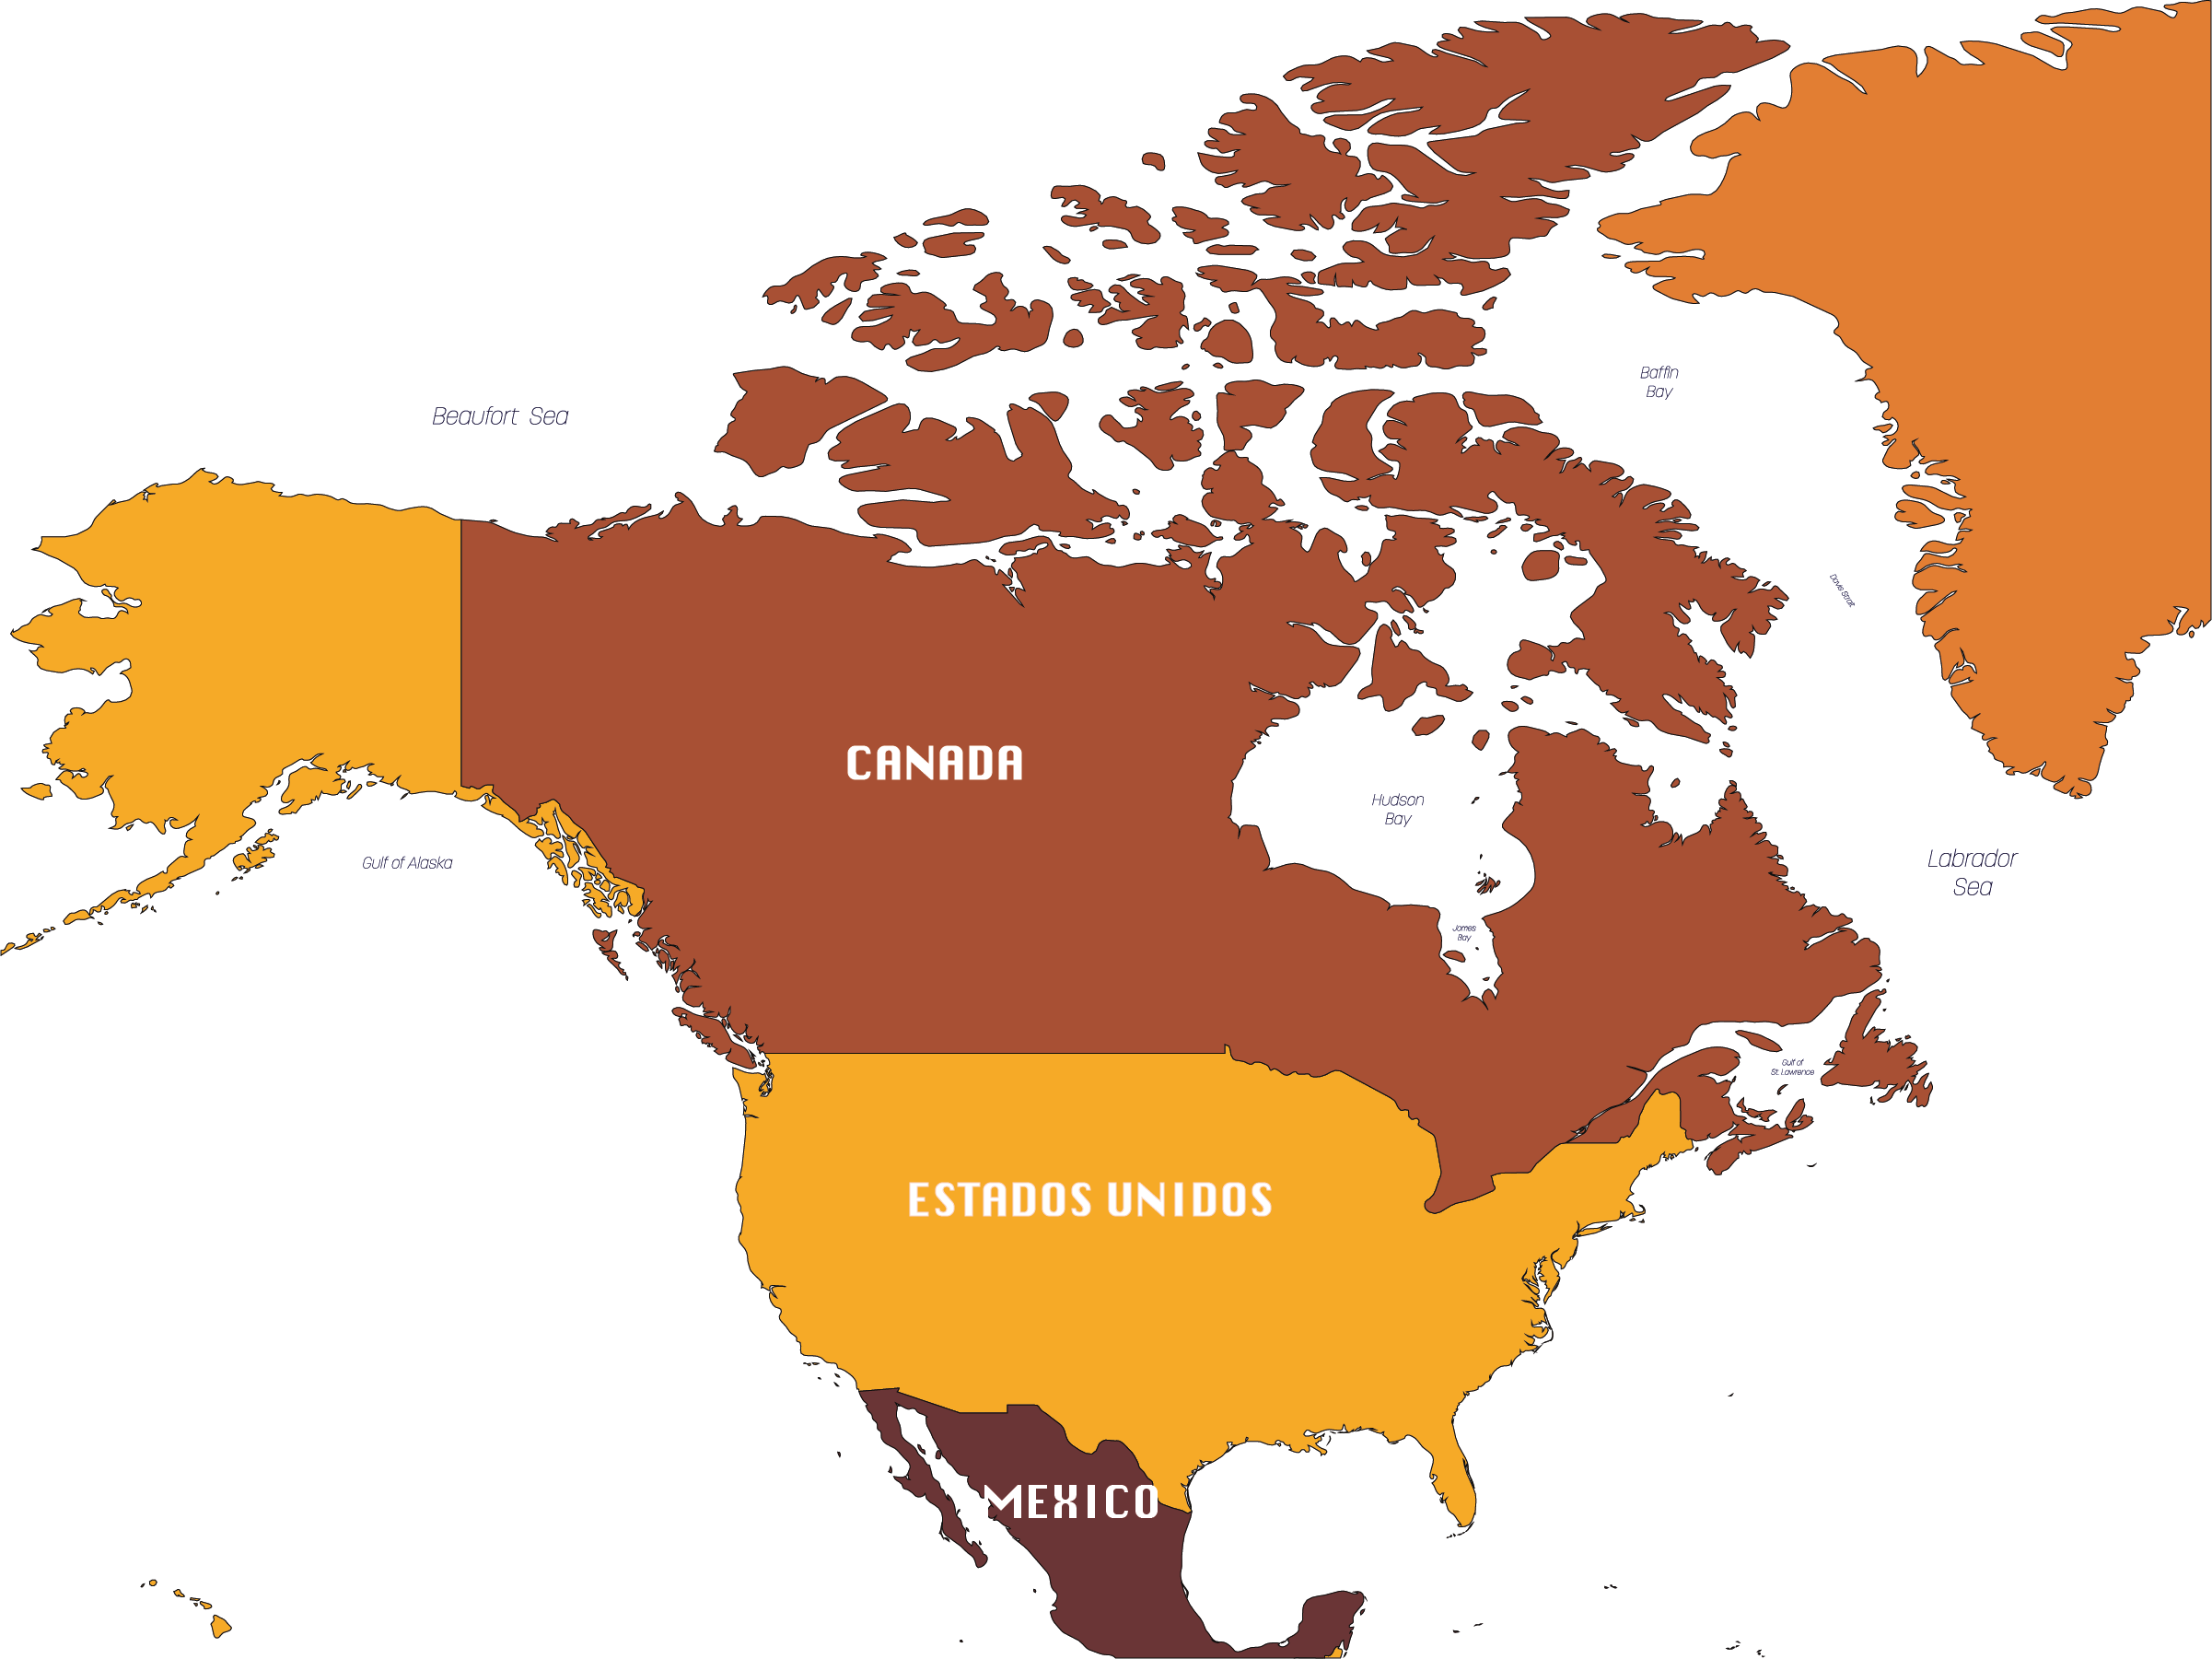 Baffin
Bay
Beaufort Sea
Davis Strait
CANADA
Hudson
Bay
Gulf of Alaska
Labrador
Sea
James
Bay
Gulf of
St. Lawrence
ESTADOS UNIDOS
MEXICO